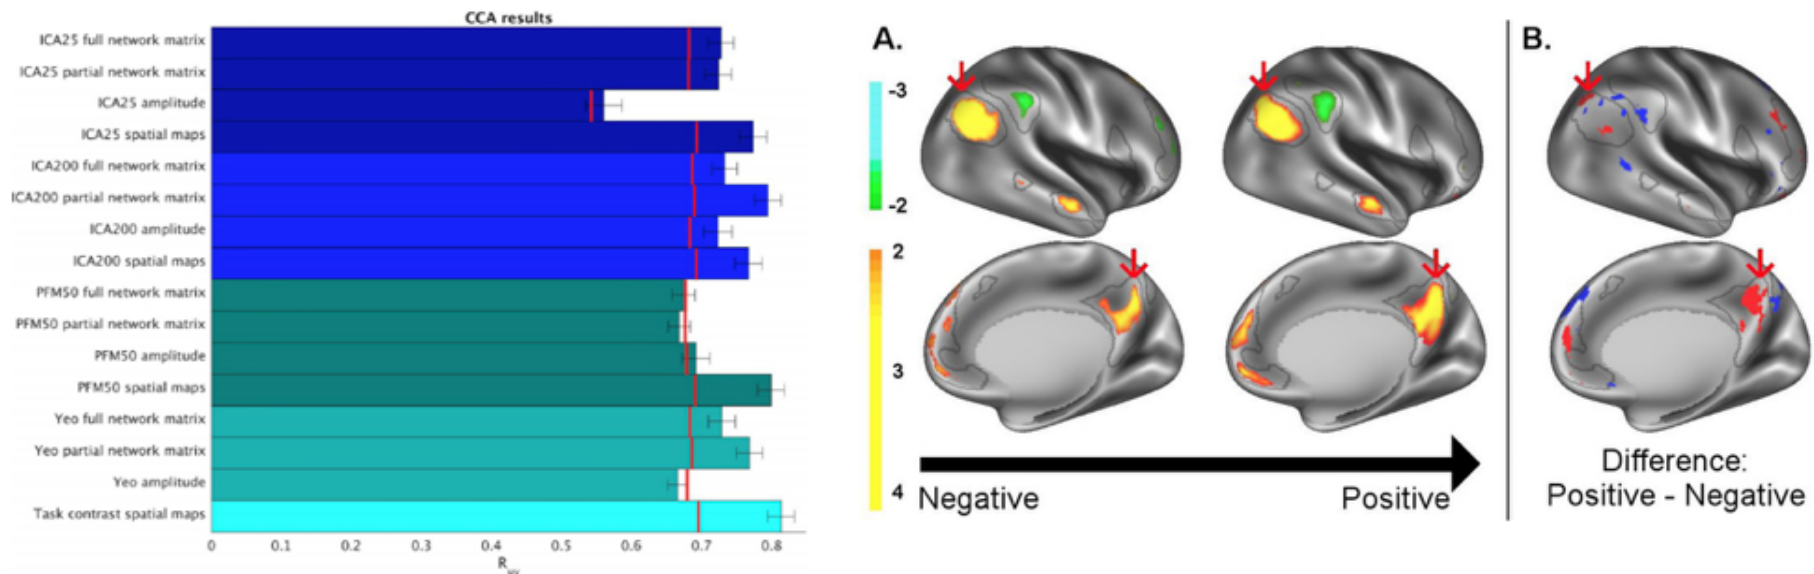 CCA results
ICA25 full network matrix
ICA25 partial network matrix
ICA25 amplitude
ICA25 spatial maps
ICA200 full network matrix
ICA200 partial network matrix
ICA200 amplitude
ICA200 spatial maps
PFM50 full network matrix
PFM50 partial network matrix
PFM50 amplitude
PFM50 spatial maps
Yeo full network matrix
Yeo partial network matrix
Yeo amplitude
Task contrast spatial maps
0 0.1 0.2 0.3 0.4 0.5 0.6 0.7 0.8
R
A.
-3
-2
2
3
4
Negative Positive
B.
Difference:
Positive - Negative